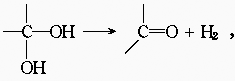 C—OH → C=O + H₂ ,
OH